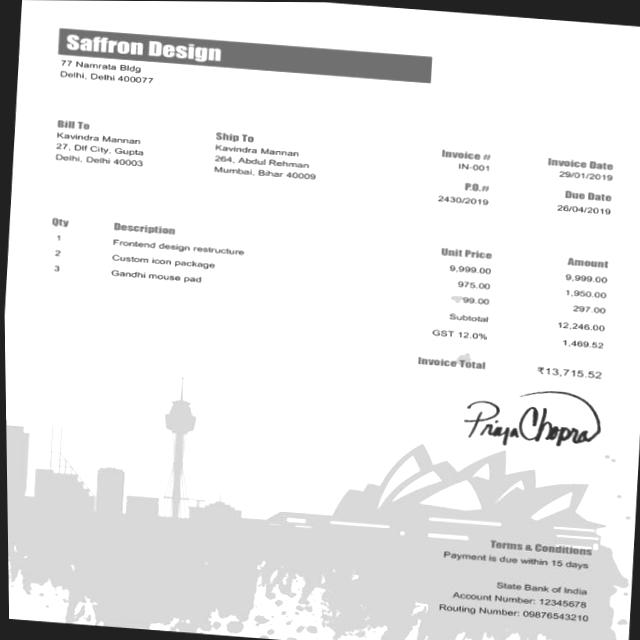 Saffron Design
77 Namrata Bldg
Delhi, Delhi 400077
Bill To
Kavindra Mannan
27, Dlf City, Gupta
Delhi, Delhi 40003
Ship To
Kavindra Mannan
264, Abdul Rehman
Mumbai, Bihar 40009
Invoice #
IN-001
P.O.#
2430/2019
Invoice Date
29/01/2019
Due Date
26/04/2019
Qty Description Unit Price Amount
1 Frontend design restructure 9,999.00 9,999.00
2 Custom icon package 975.00 1,950.00
3 Gandhi mouse pad 99.00 297.00
Subtotal 12,246.00
GST 12.0% 1,469.52
Invoice Total ₹13,715.52
Priya Chopra
Terms & Conditions
Payment is due within 15 days
State Bank of India
Account Number: 12345678
Routing Number: 09876543210